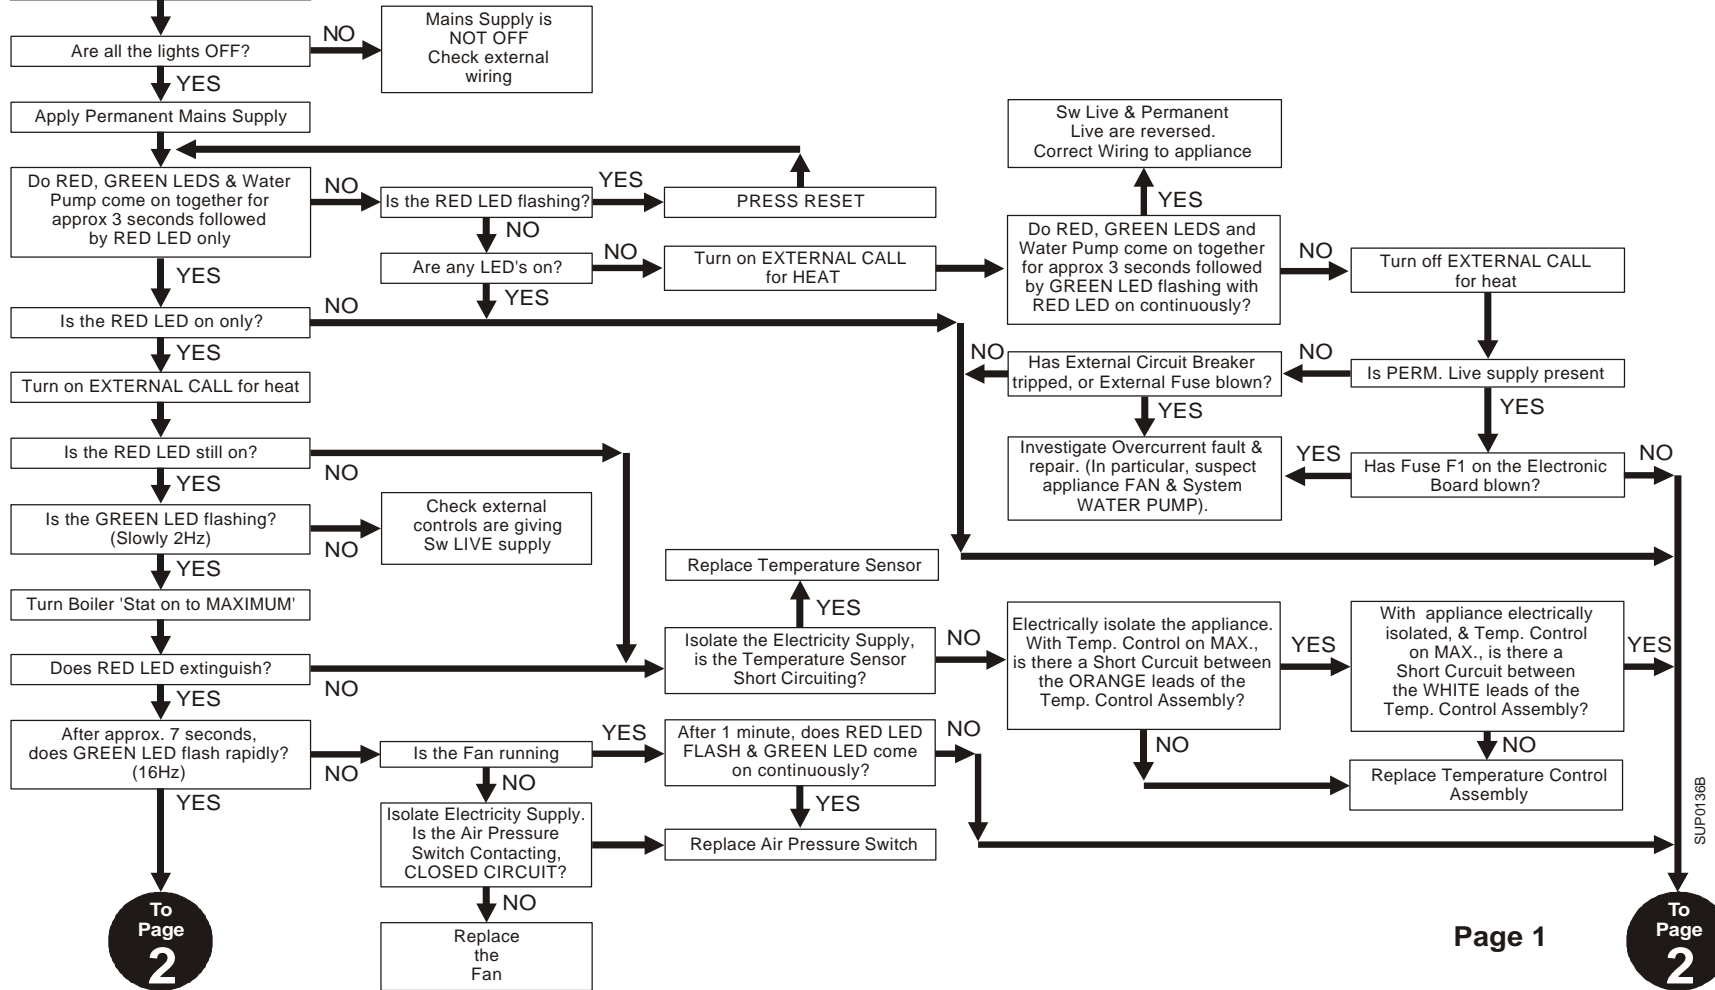 Are all the lights OFF?
NO
Mains Supply is
NOT OFF
Check external
wiring
YES
Apply Permanent Mains Supply
Do RED, GREEN LEDS & Water
Pump come on together for
approx 3 seconds followed
by RED LED only
NO
Is the RED LED flashing?
YES
PRESS RESET
NO
Are any LED's on?
NO
Turn on EXTERNAL CALL
for HEAT
YES
Sw Live & Permanent
Live are reversed.
Correct Wiring to appliance
YES
Do RED, GREEN LEDS and
Water Pump come on together
for approx 3 seconds followed
by GREEN LED flashing with
RED LED on continuously?
NO
Turn off EXTERNAL CALL
for heat
YES
Is the RED LED on only?
NO
YES
Turn on EXTERNAL CALL for heat
NO
Has External Circuit Breaker
tripped, or External Fuse blown?
NO
Is PERM. Live supply present
YES
YES
Investigate Overcurrent fault &
repair. (In particular, suspect
appliance FAN & System
WATER PUMP).
YES
Has Fuse F1 on the Electronic
Board blown?
NO
Is the RED LED still on?
NO
YES
Is the GREEN LED flashing?
(Slowly 2Hz)
NO
Check external
controls are giving
Sw LIVE supply
YES
Turn Boiler 'Stat on to MAXIMUM'
Does RED LED extinguish?
NO
YES
Replace Temperature Sensor
YES
Isolate the Electricity Supply,
is the Temperature Sensor
Short Circuiting?
NO
Electrically isolate the appliance.
With Temp. Control on MAX.,
is there a Short Curcuit between
the ORANGE leads of the
Temp. Control Assembly?
YES
With appliance electrically
isolated, & Temp. Control
on MAX., is there a
Short Curcuit between
the WHITE leads of the
Temp. Control Assembly?
YES
NO
NO
Replace Temperature Control
Assembly
After approx. 7 seconds,
does GREEN LED flash rapidly?
(16Hz)
NO
Is the Fan running
YES
After 1 minute, does RED LED
FLASH & GREEN LED come
on continuously?
NO
YES
NO
YES
Isolate Electricity Supply.
Is the Air Pressure
Switch Contacting,
CLOSED CIRCUIT?
Replace Air Pressure Switch
NO
Replace
the
Fan
To
Page
2
Page 1
To
Page
2
SUP0136B